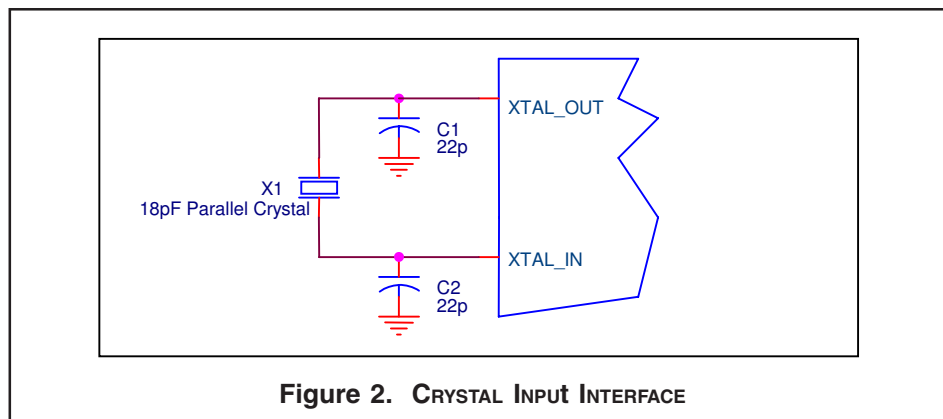 XTAL_OUT
C1
22p
X1
18pF Parallel Crystal
XTAL_IN
C2
22p
Figure 2. CRYSTAL INPUT INTERFACE